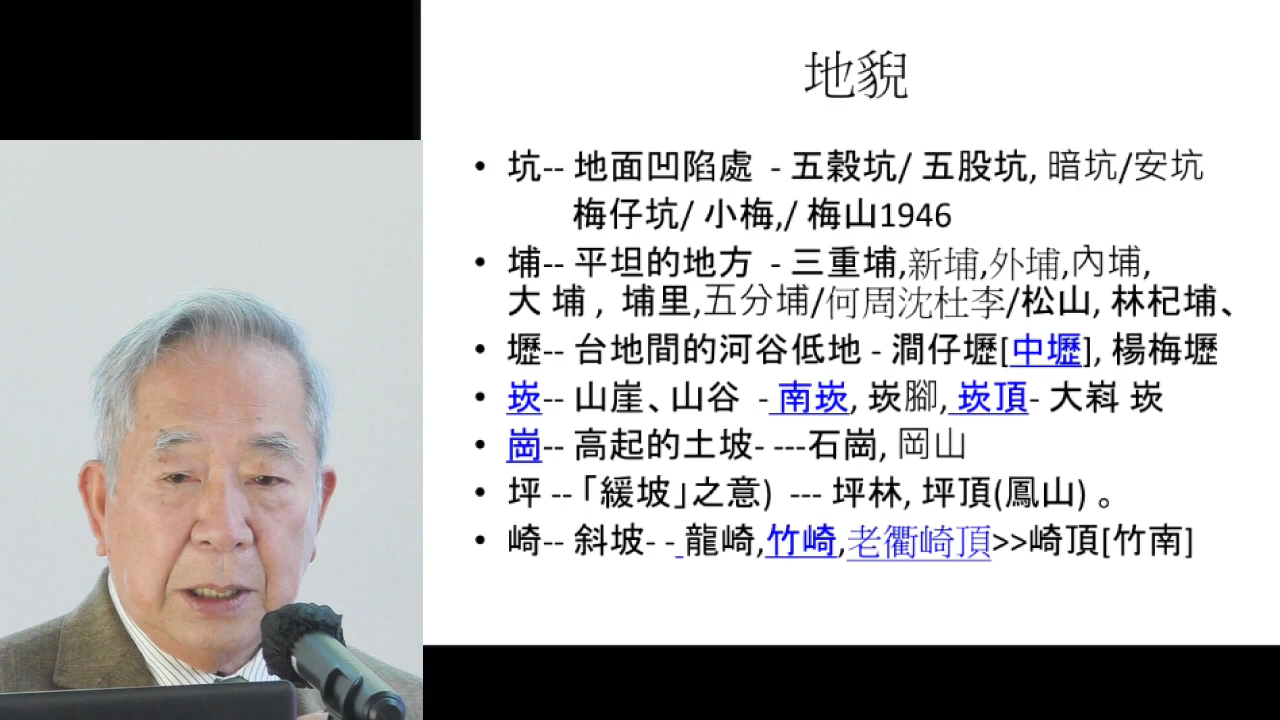 地貌
• 坑-- 地面凹陷處 - 五穀坑/ 五股坑, 暗坑/安坑
梅仔坑/ 小梅,/ 梅山1946
• 埔-- 平坦的地方 - 三重埔,新埔,外埔,內埔,
大 埔 , 埔里,五分埔/何周沈杜李/松山, 林杞埔、
• 壢-- 台地間的河谷低地 - 澗仔壢[中壢], 楊梅壢
• 崁-- 山崖、山谷 - 南崁, 崁腳, 崁頂- 大嵙 崁
• 崗-- 高起的土坡- ---石崗, 岡山
• 坪 --「緩坡」之意) --- 坪林, 坪頂(鳳山) 。
• 崎-- 斜坡- - 龍崎,竹崎,老衢崎頂>>崎頂[竹南]